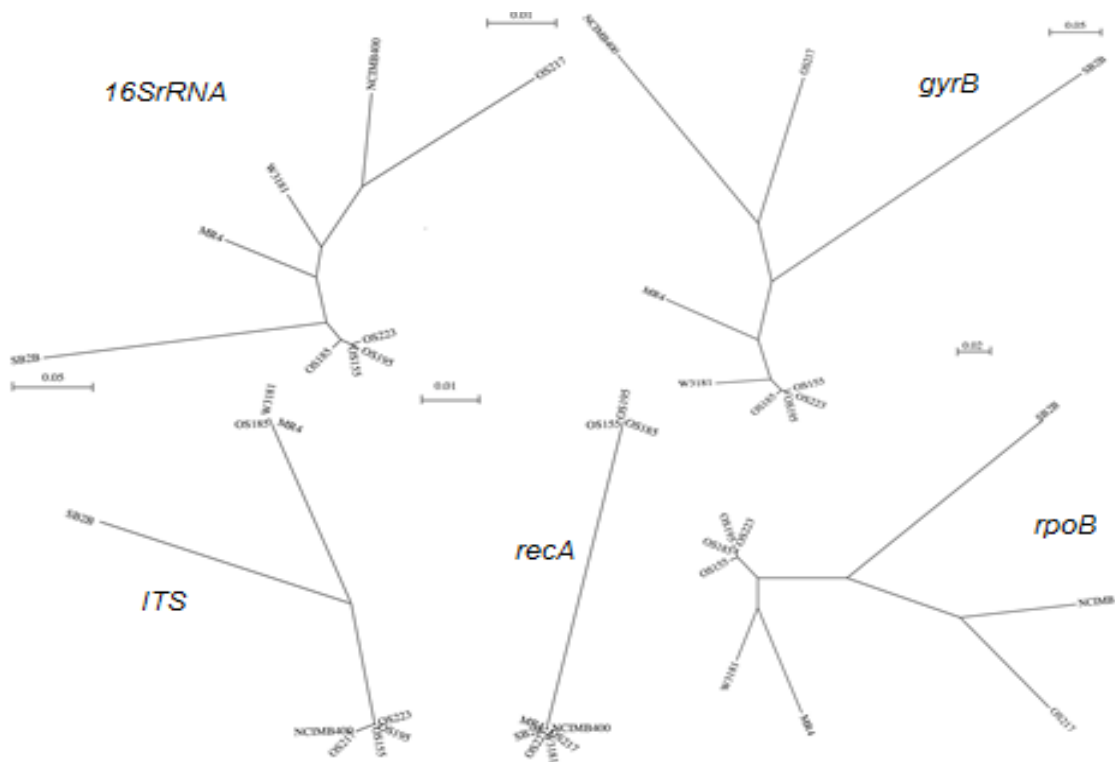 0.01
16SrRNA
NCIMB400
OS217
W3181
MR4
SB2B
OS185
OS155
OS195
OS223
0.05
gyrB
NCIMB400
OS217
SB2B
MR4
W3181
OS185
OS195
OS223
OS155
0.05
ITS
OS185
W3181
MR4
SB2B
NCIMB400
OS217
OS155
OS195
OS223
0.01
recA
OS155
OS195
OS185
MR4
NCIMB400
OS217
W3181
0.02
rpoB
SB2B
OS195
OS223
OS185
OS155
W3181
MR4
NCIMB
OS217